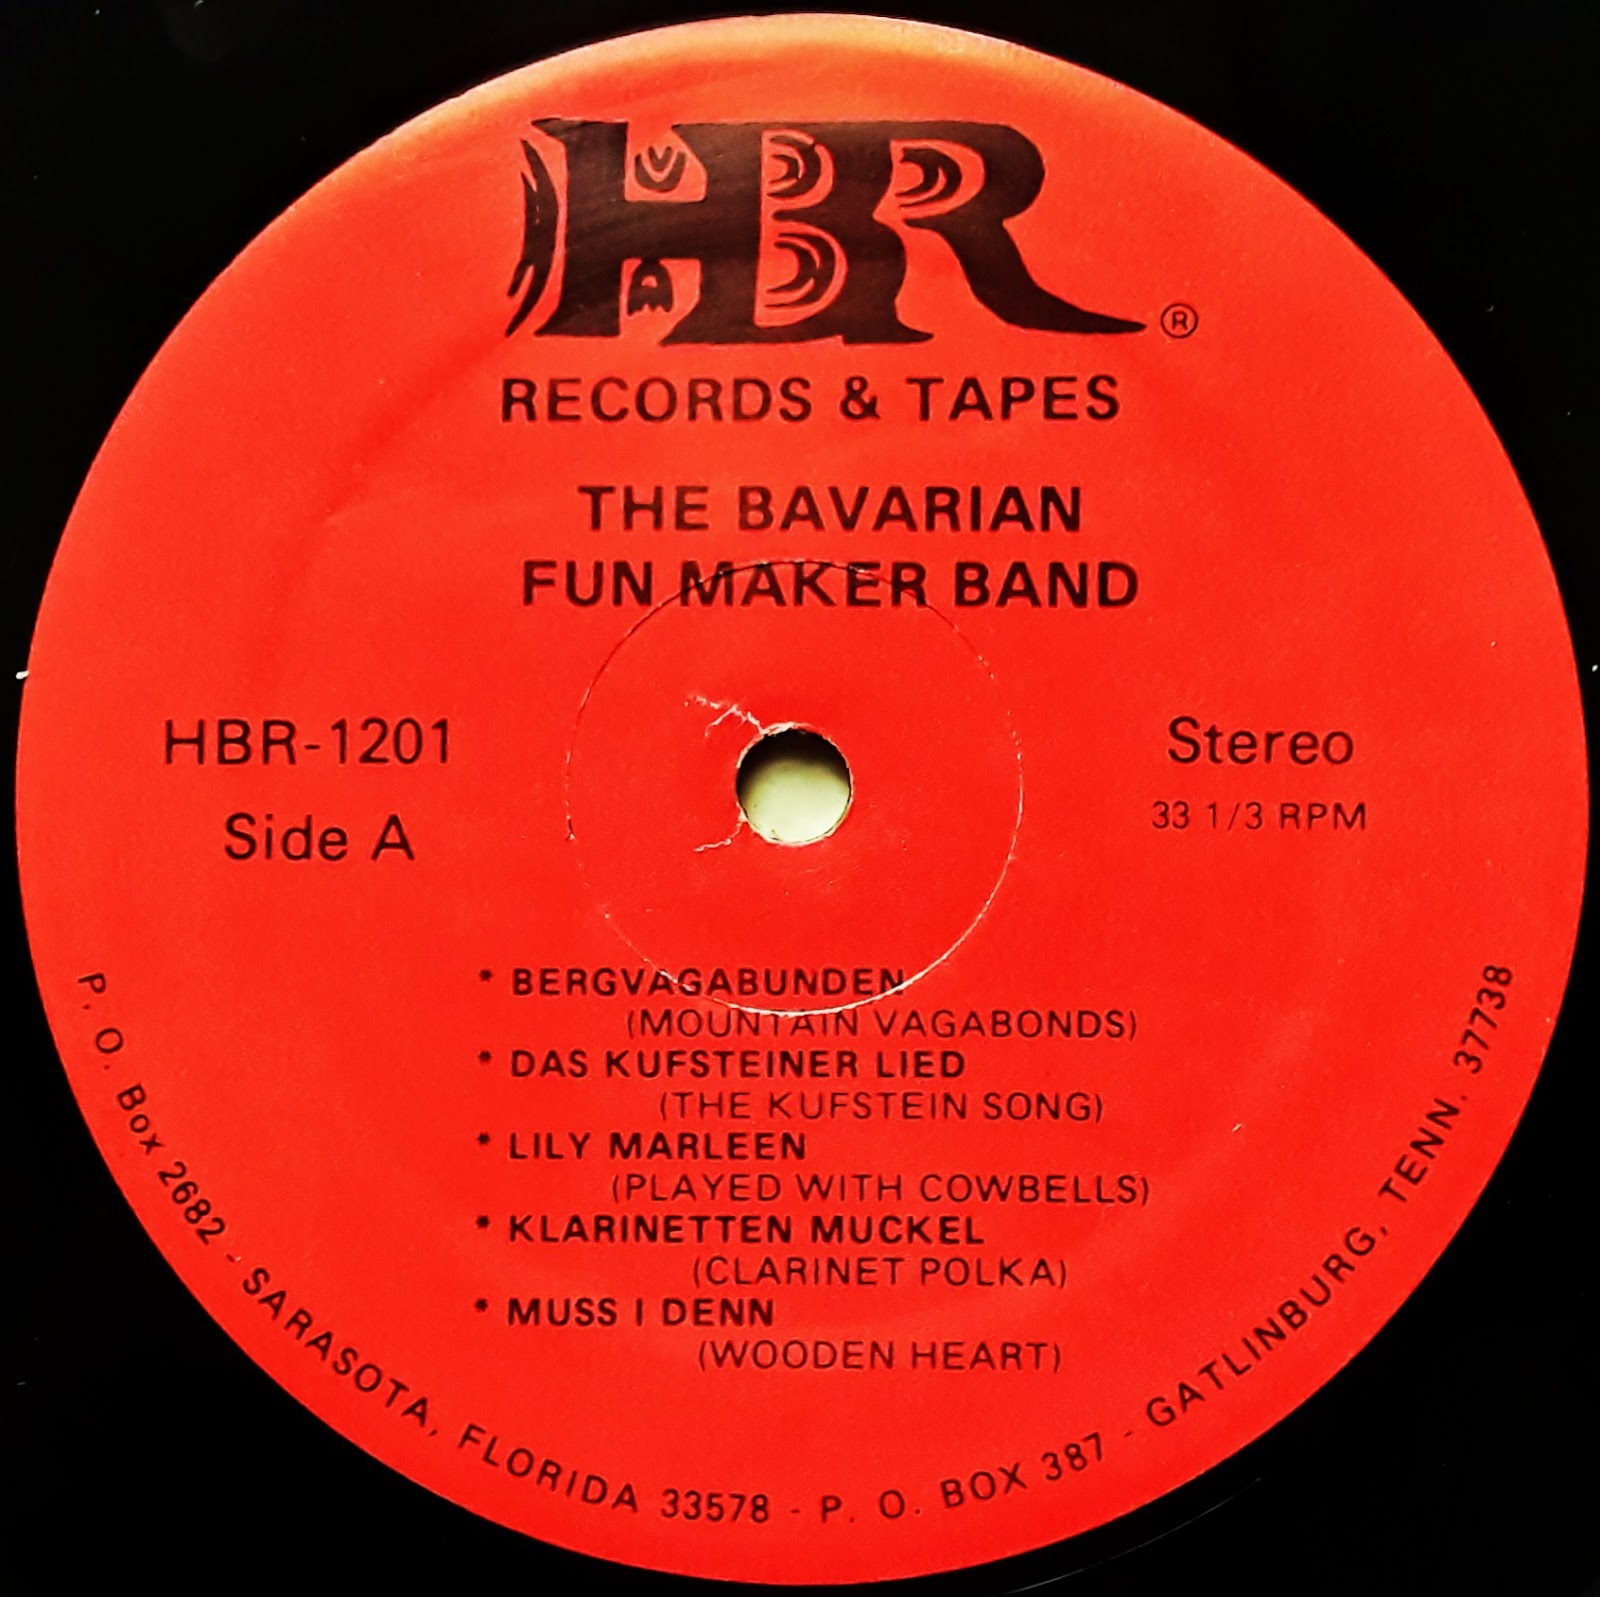 HBR ®
RECORDS & TAPES
THE BAVARIAN
FUN MAKER BAND
HBR-1201
Side A
Stereo
33 1/3 RPM
* BERGVAGABUNDEN
(MOUNTAIN VAGABONDS)
* DAS KUFSTEINER LIED
(THE KUFSTEIN SONG)
* LILY MARLEEN
(PLAYED WITH COWBELLS)
* KLARINETTEN MUCKEL
(CLARINET POLKA)
* MUSS I DENN
(WOODEN HEART)
P. O. Box 2682 - SARASOTA, FLORIDA 33578 - P. O. BOX 387 - GATLINBURG, TENN. 37738